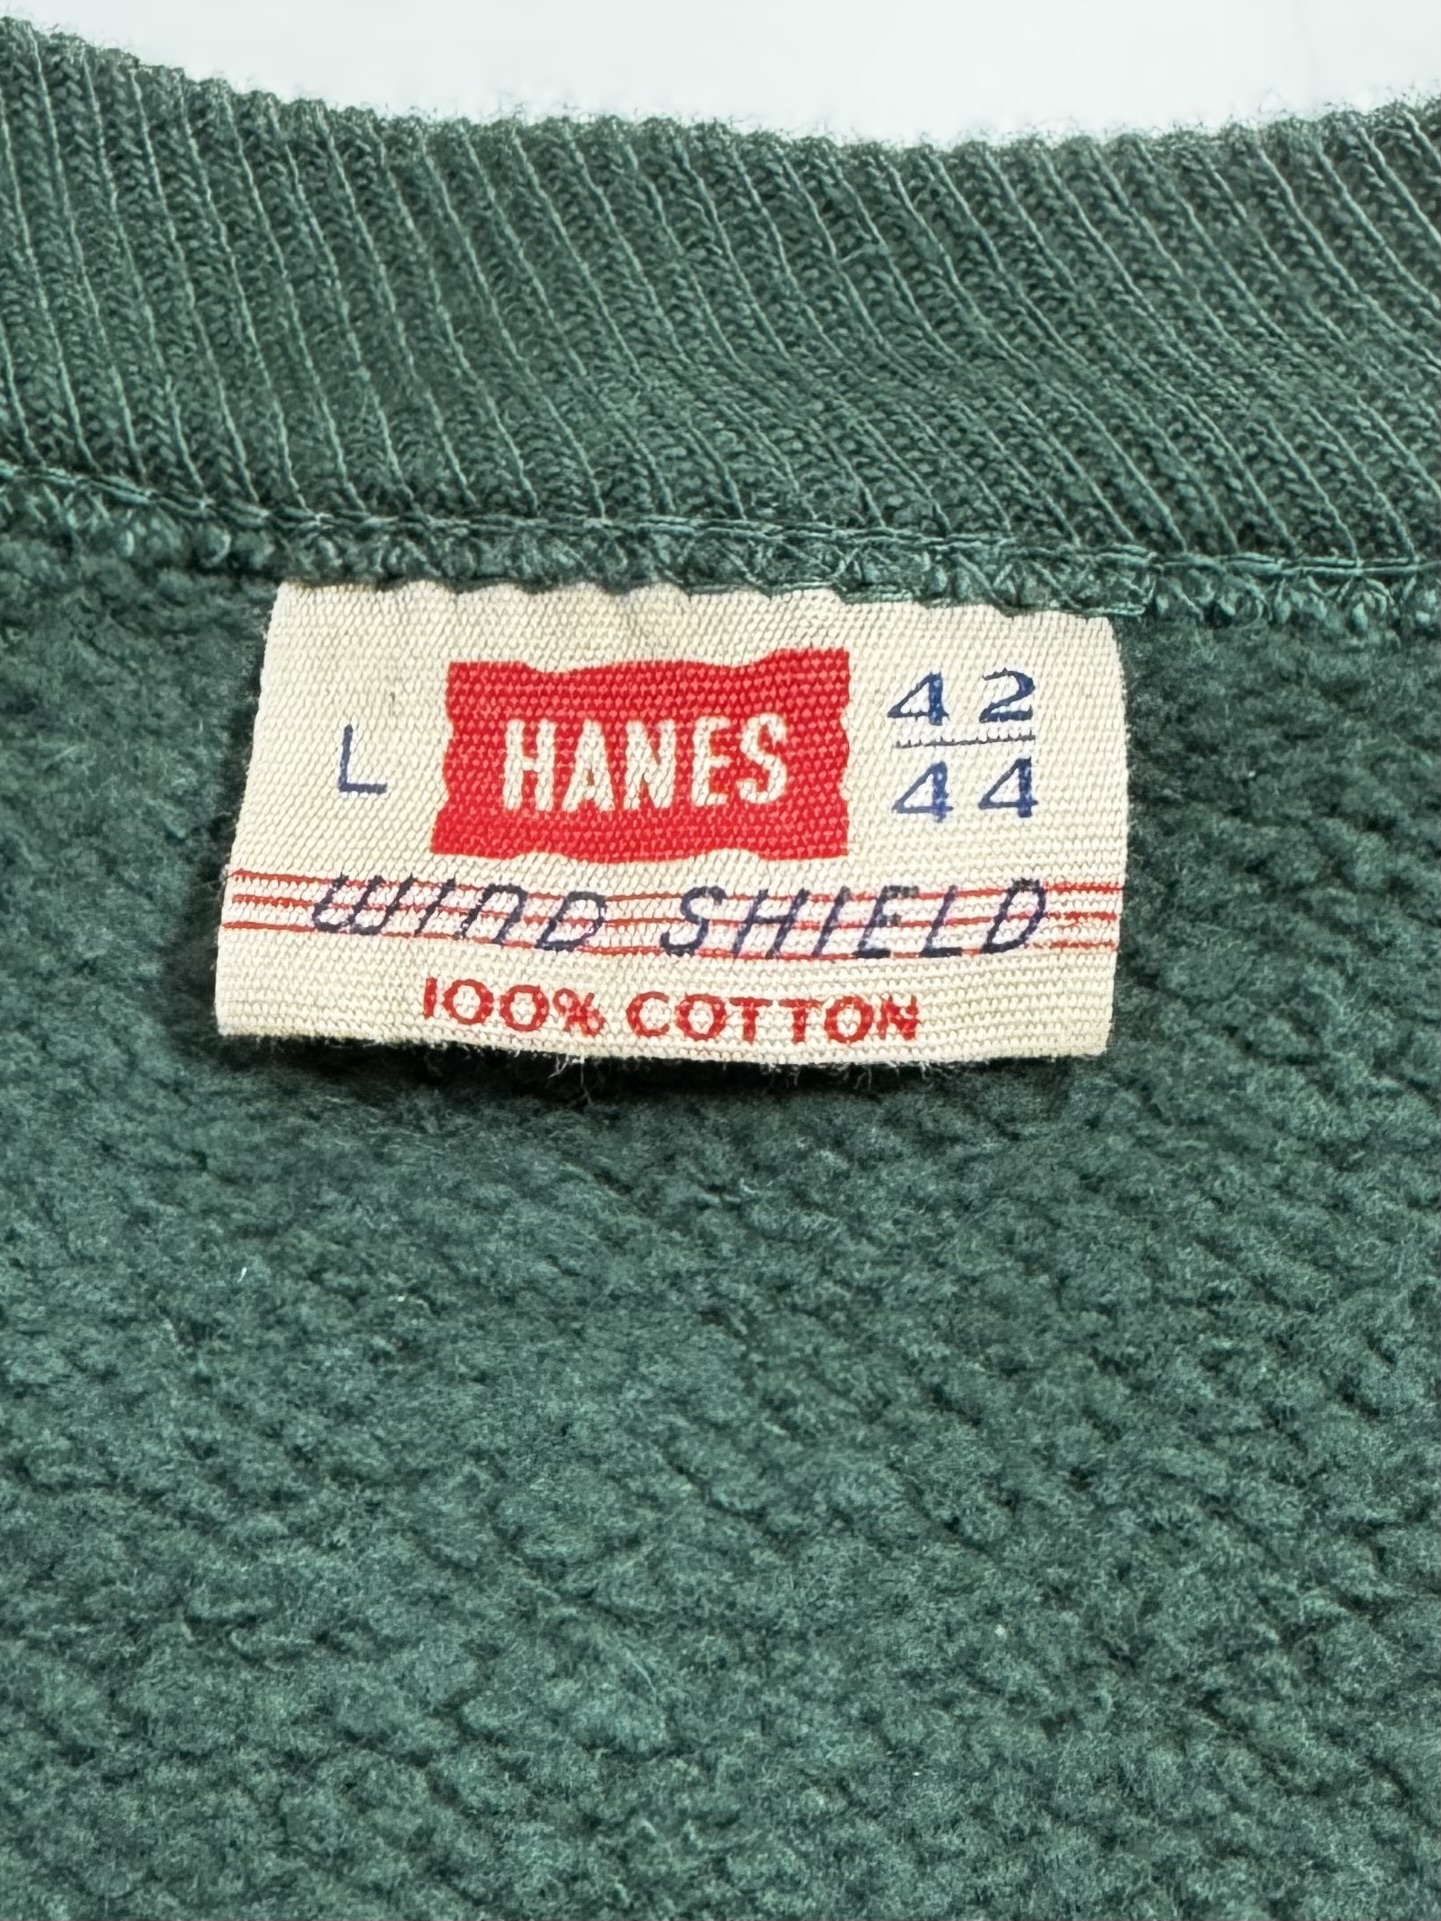 L HANES 42
44
WIND SHIELD
100% COTTON